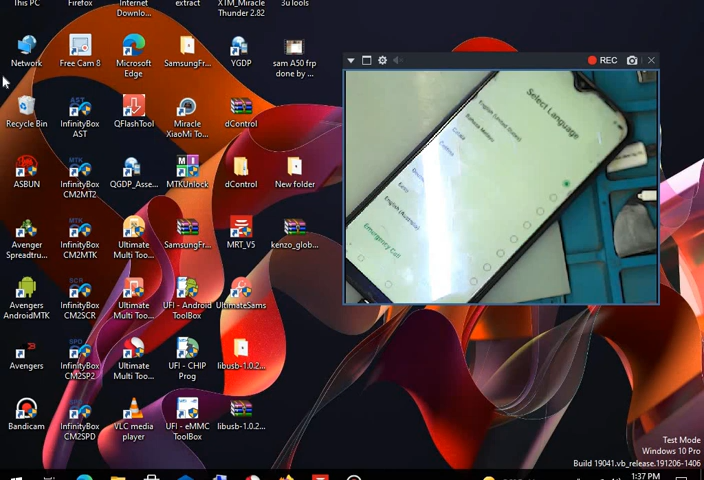 This PC
Firefox
Internet
Downlo...
extract
XTM_Miracle
Thunder 2.82
3uTools
Network
Free Cam 8
Microsoft
Edge
SamsungFr...
YGDP
sam A50 frp
done by ...
Recycle Bin
InfinityBox
AST
QFlashTool
Miracle
XiaoMi To...
dControl
ASBUN
InfinityBox
CM2MT2
QGDP_Asse...
MTKUnlock
dControl
New folder
Avenger
Spreadtru...
InfinityBox
CM2MTK
Ultimate
Multi Too...
SamsungFr...
MRT_V5
kenzo_glob...
Avengers
AndroidMTK
InfinityBox
CM2SCR
Ultimate
Multi Too...
UFI - Android
ToolBox
UltimateSams
Avengers
InfinityBox
CM2SP2
Ultimate
Multi Too...
UFI - CHIP
Prog
libusb-1.0.2...
Bandicam
InfinityBox
CM2SPD
VLC media
player
UFI - eMMC
ToolBox
libusb-1.0.2...
REC
Select Language
English (United States)
English (Australia)
Emergency Call
Test Mode
Windows 10 Pro
Build 19041.vb_release.191206-1406
1:37 PM